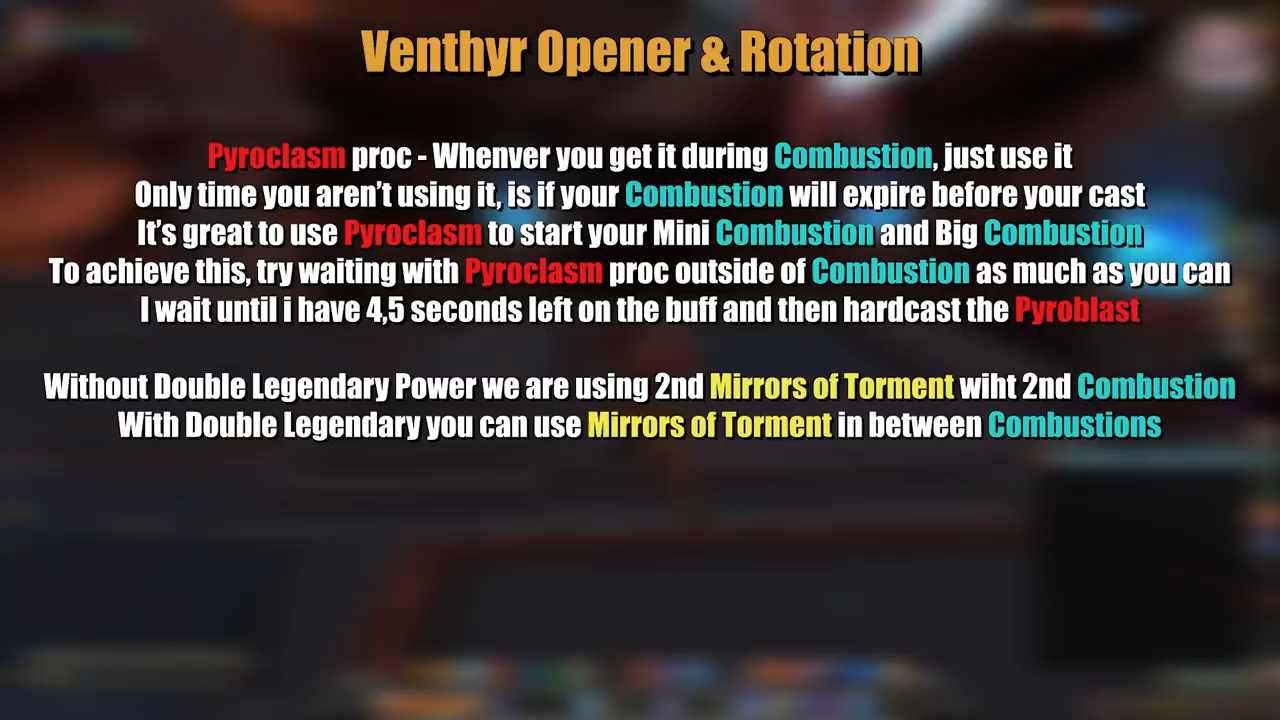 Venthyr Opener & Rotation
Pyroclasm proc - Whenver you get it during Combustion, just use it
Only time you aren't using it, is if your Combustion will expire before your cast
It's great to use Pyroclasm to start your Mini Combustion and Big Combustion
To achieve this, try waiting with Pyroclasm proc outside of Combustion as much as you can
I wait until i have 4,5 seconds left on the buff and then hardcast the Pyroblast
Without Double Legendary Power we are using 2nd Mirrors of Torment wiht 2nd Combustion
With Double Legendary you can use Mirrors of Torment in between Combustions